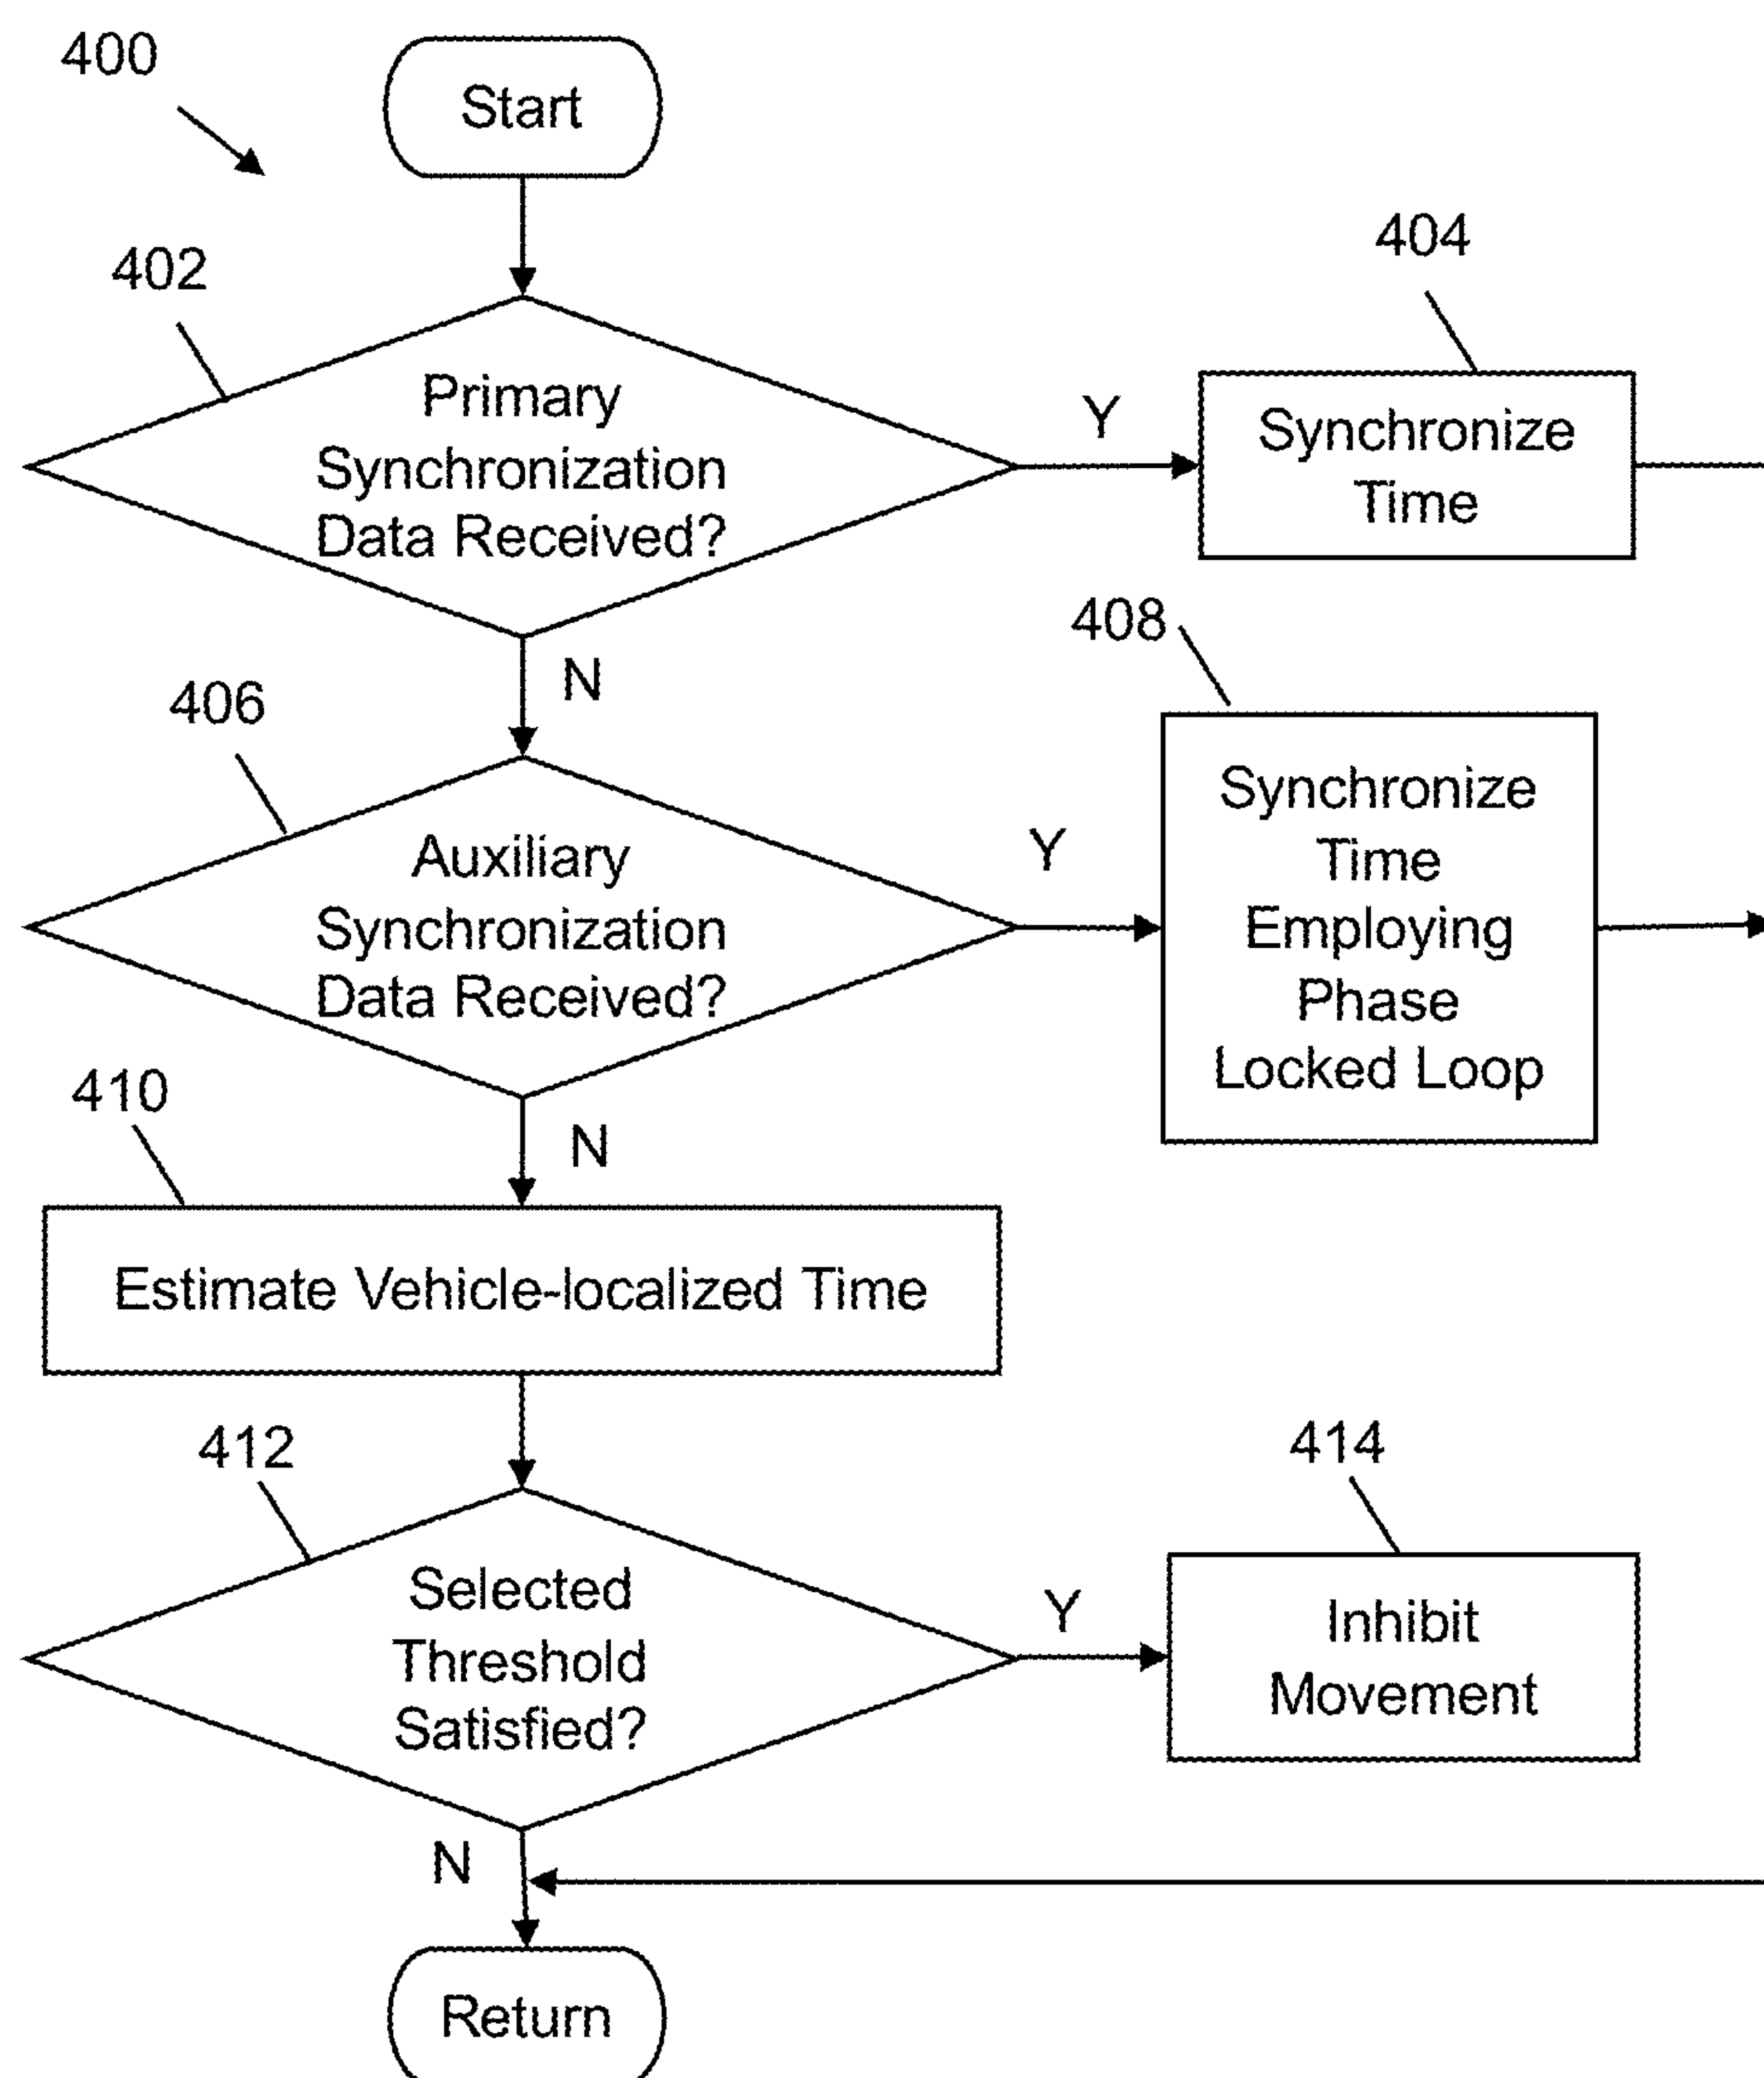 400
Start
402
Primary
Synchronization
Data Received?
Y
404
Synchronize
Time
N
406
Auxiliary
Synchronization
Data Received?
Y
408
Synchronize
Time
Employing
Phase
Locked Loop
N
410
Estimate Vehicle-localized Time
412
Selected
Threshold
Satisfied?
Y
414
Inhibit
Movement
N
Return